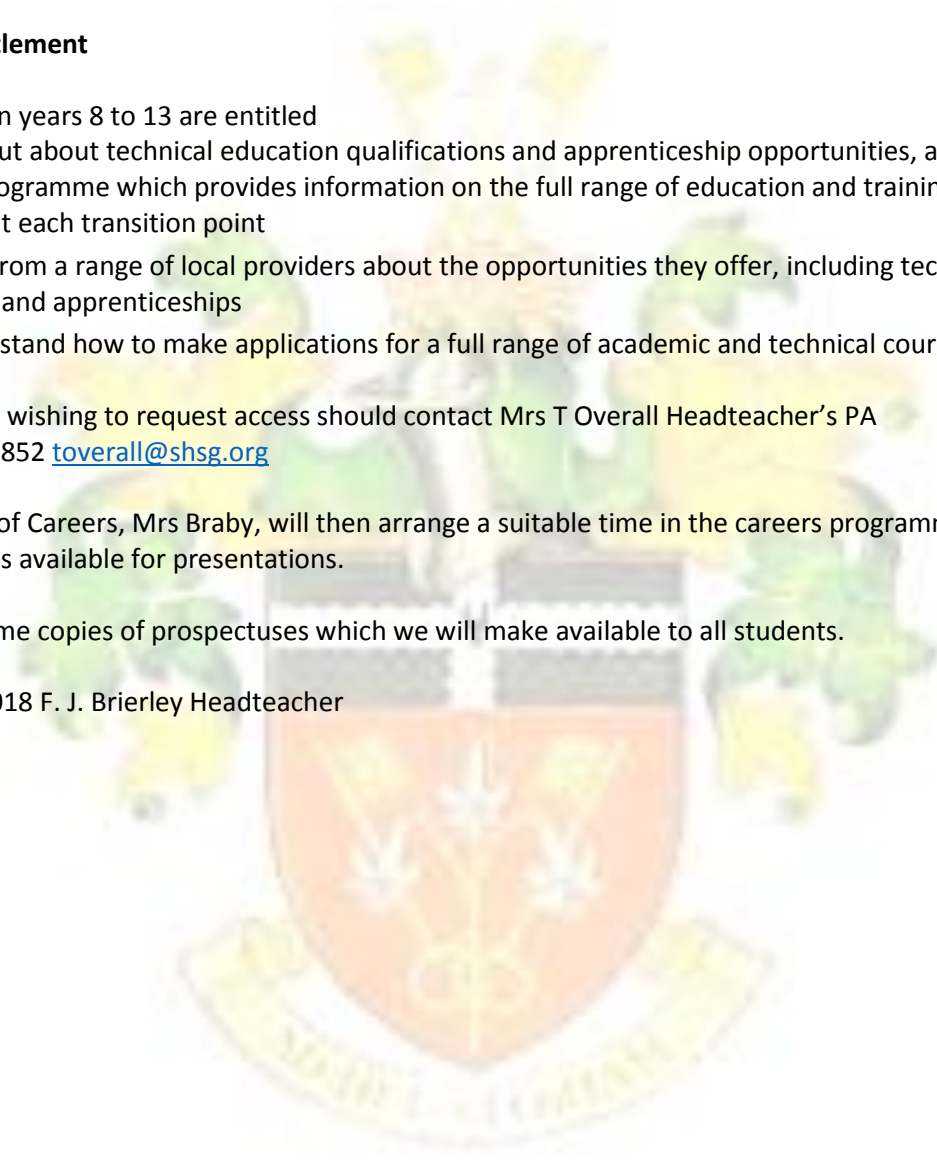 tlement
n years 8 to 13 are entitled
ut about technical education qualifications and apprenticeship opportunities, a
ogramme which provides information on the full range of education and trainin
t each transition point
rom a range of local providers about the opportunities they offer, including tec
and apprenticeships
stand how to make applications for a full range of academic and technical cour
wishing to request access should contact Mrs T Overall Headteacher’s PA
852 toverall@shsg.org
of Careers, Mrs Braby, will then arrange a suitable time in the careers programm
s available for presentations.
me copies of prospectuses which we will make available to all students.
018 F. J. Brierley Headteacher